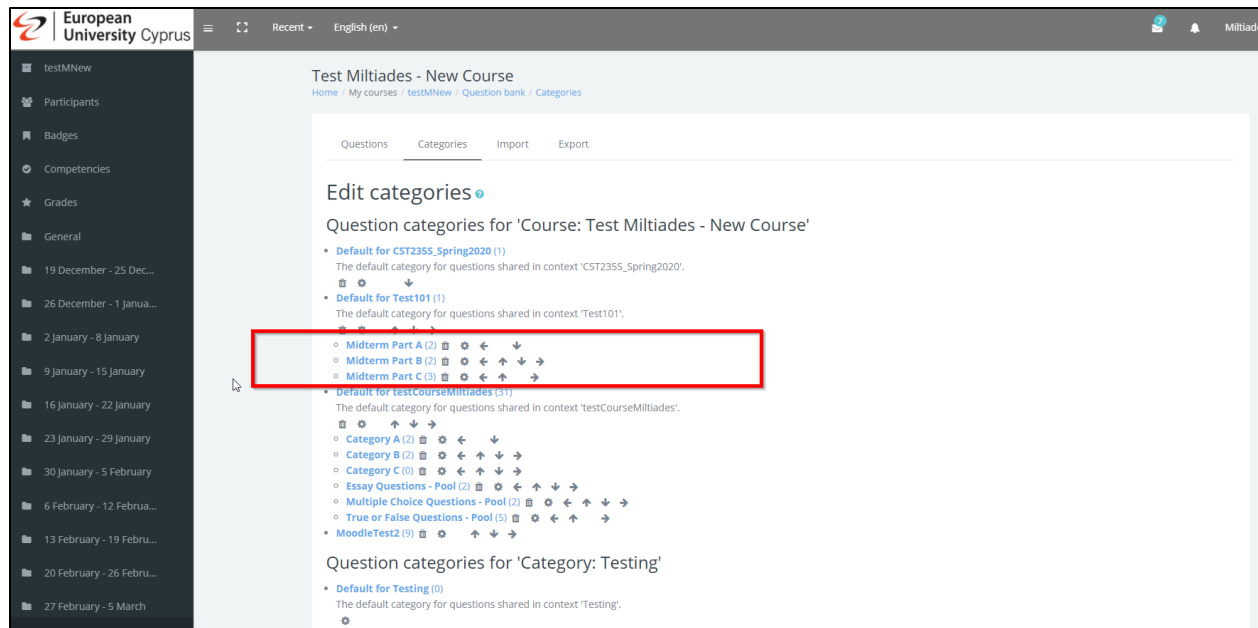 European
University Cyprus
Recent
English (en)
7
Miltiad
testMNew
Participants
Badges
Competencies
Grades
General
19 December - 25 Dec...
26 December - 1 Janua...
2 January - 8 January
9 January - 15 January
16 January - 22 January
23 January - 29 January
30 January - 5 February
6 February - 12 Februa...
13 February - 19 Febru...
20 February - 26 Febru...
27 February - 5 March
Test Miltiades - New Course
Home / My courses / testMNew / Question bank / Categories
Questions Categories Import Export
Edit categories
Question categories for 'Course: Test Miltiades - New Course'
Default for CST235S_Spring2020 (1)
The default category for questions shared in context 'CST235S_Spring2020'.
Default for Test101 (1)
The default category for questions shared in context 'Test101'.
Midterm Part A (2)
Midterm Part B (2)
Midterm Part C (3)
Default for testCourseMiltiades (31)
The default category for questions shared in context 'testCourseMiltiades'.
Category A (2)
Category B (2)
Category C (0)
Essay Questions - Pool (2)
Multiple Choice Questions - Pool (2)
True or False Questions - Pool (5)
MoodleTest2 (9)
Question categories for 'Category: Testing'
Default for Testing (0)
The default category for questions shared in context 'Testing'.